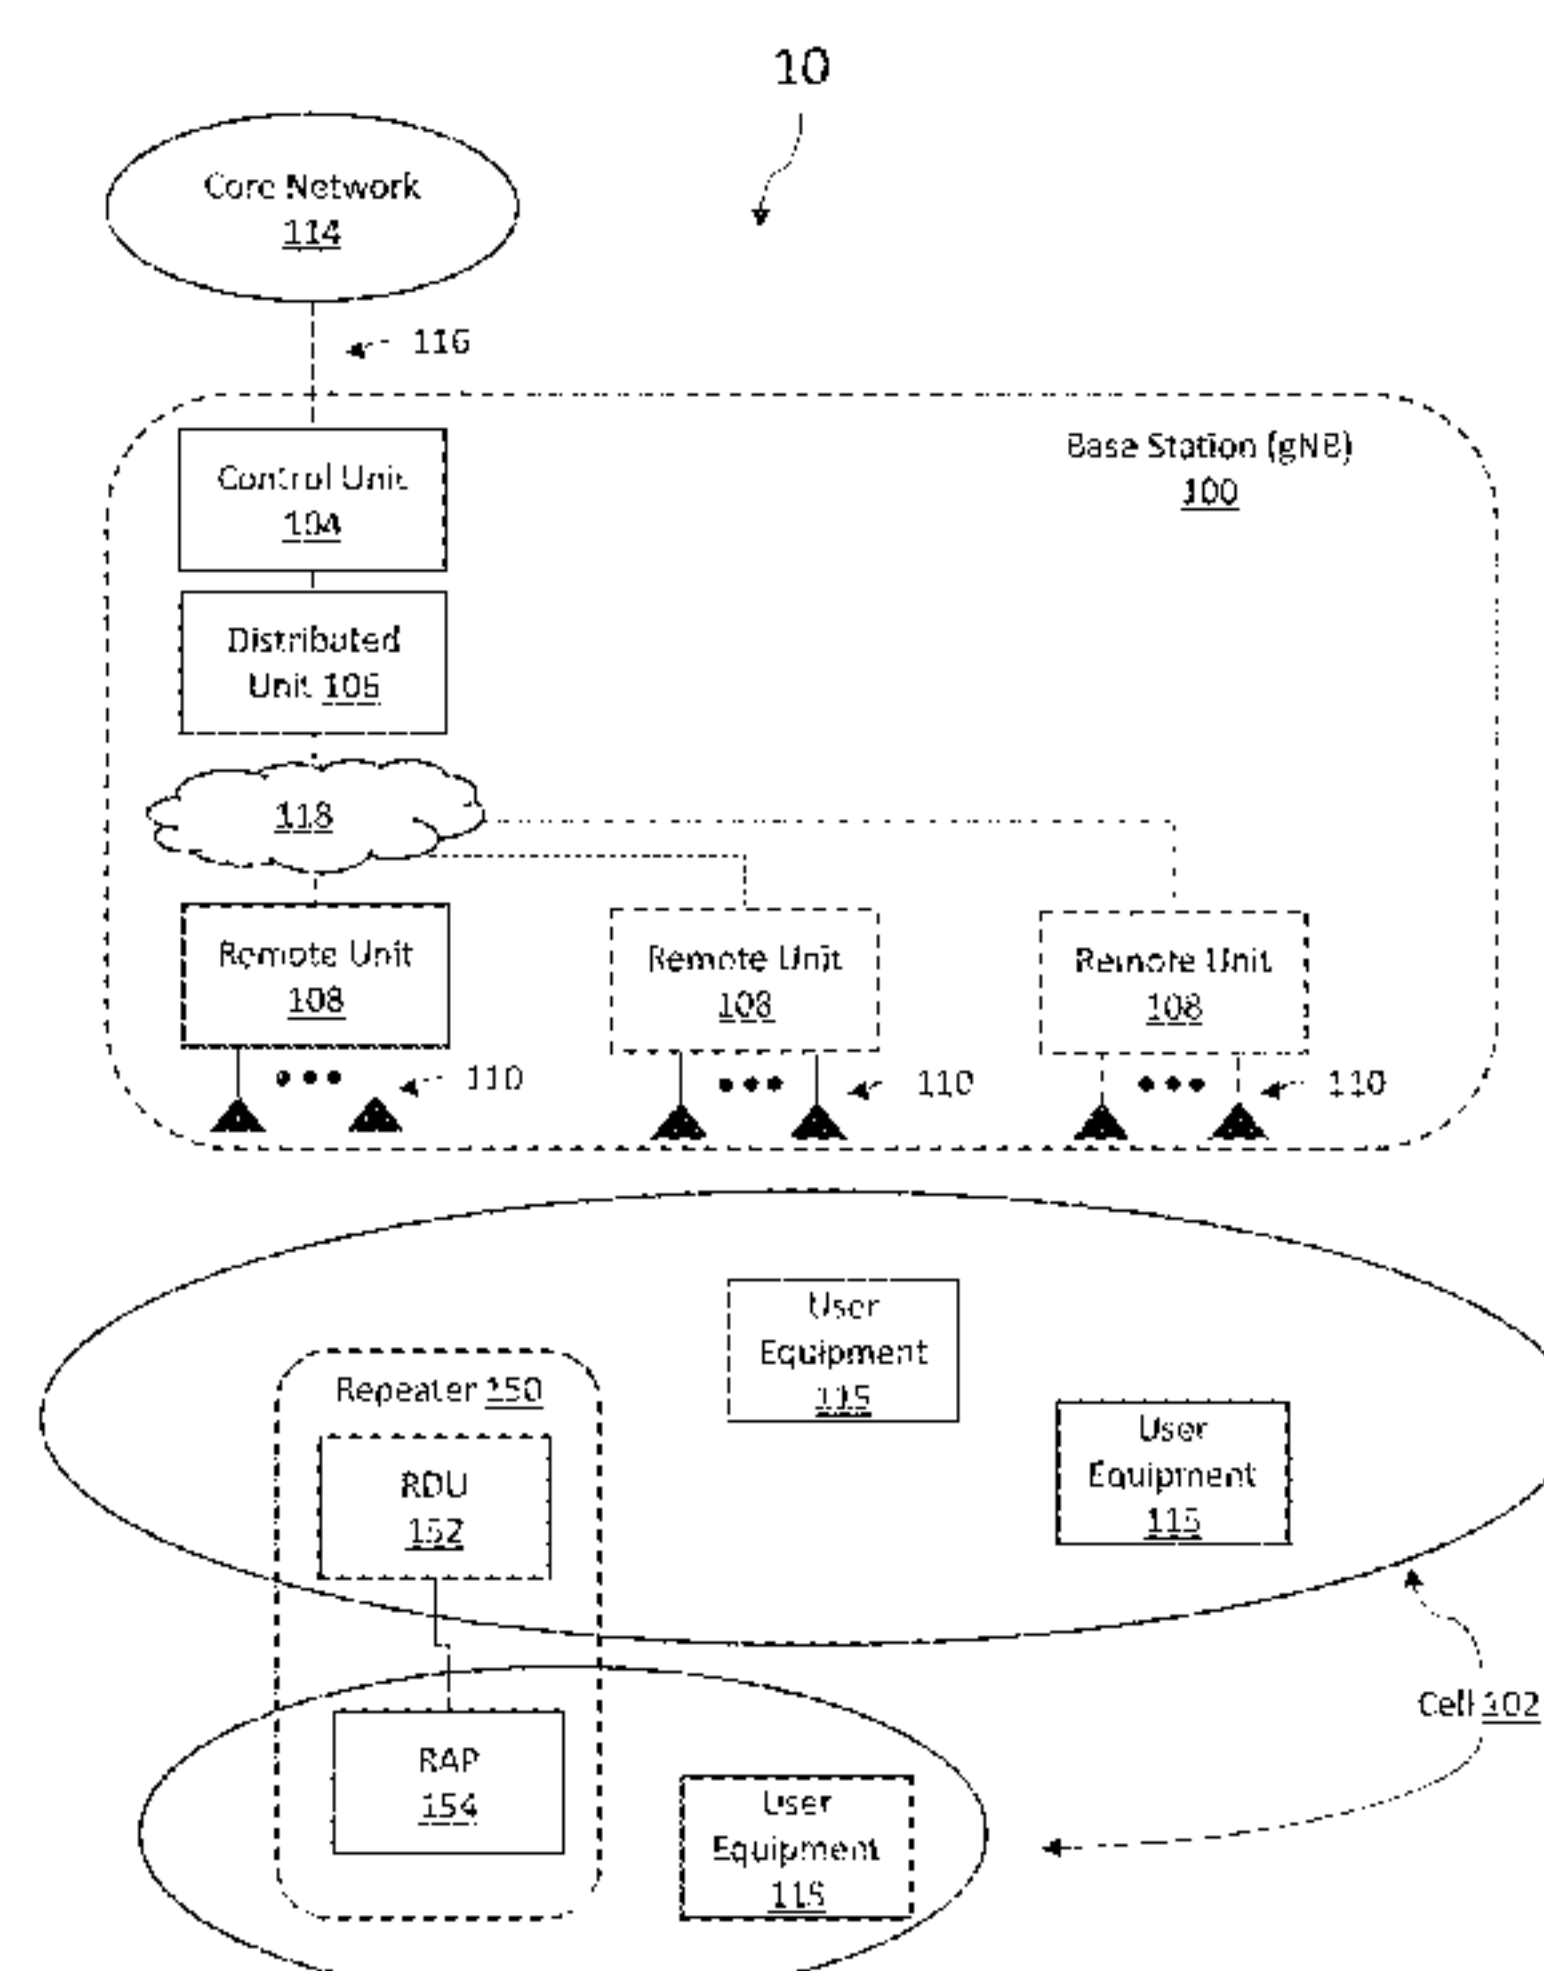 10
Core Network
114
116
Base Station (gNB)
100
Control Unit
104
Distributed
Unit 106
118
Remote Unit
108
Remote Unit
108
Remote Unit
108
110
110
110
User
Equipment
115
Repeater 150
User
Equipment
115
RDU
152
Cell 102
RAP
154
User
Equipment
115